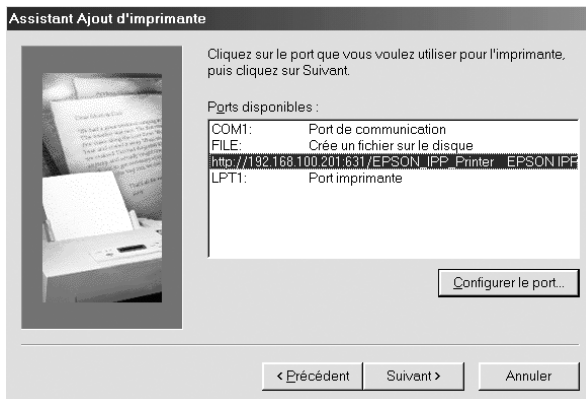 Assistant Ajout d'imprimante
Cliquez sur le port que vous voulez utiliser pour l'imprimante,
puis cliquez sur Suivant.
Ports disponibles :
COM1: Port de communication
FILE: Crée un fichier sur le disque
http://192.168.100.201:631/EPSON_IPP_Printer EPSON IPP
LPT1: Port imprimante
Configurer le port...
< Précédent Suivant > Annuler